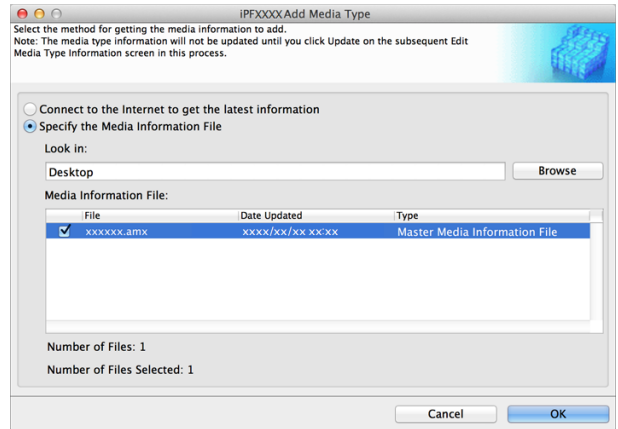 iPFXXXX Add Media Type
Select the method for getting the media information to add.
Note: The media type information will not be updated until you click Update on the subsequent Edit
Media Type Information screen in this process.
Connect to the Internet to get the latest information
Specify the Media Information File
Look in:
Desktop Browse
Media Information File:
File Date Updated Type
xxxxxx.amx xxxx/xx/xx xx:xx Master Media Information File
Number of Files: 1
Number of Files Selected: 1
Cancel OK